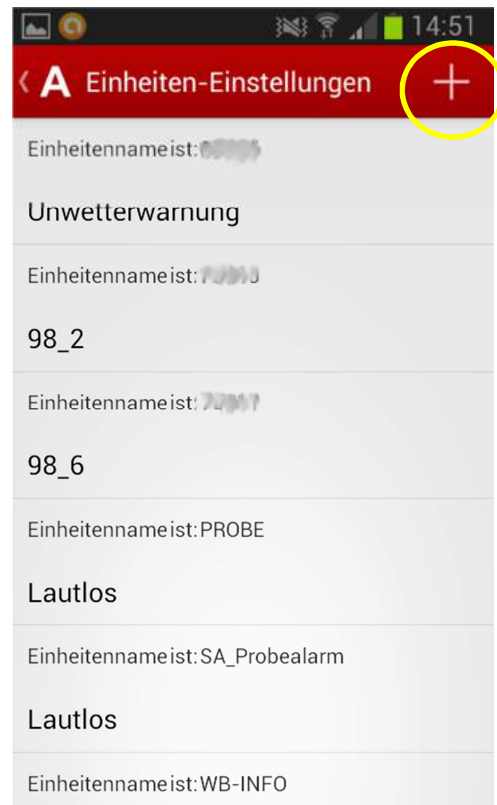 14:51
A Einheiten-Einstellungen
Einheitennameist:
Unwetterwarnung
Einheitennameist:
98_2
Einheitennameist:
98_6
Einheitennameist:PROBE
Lautlos
Einheitennameist:SA_Probealarm
Lautlos
Einheitennameist:WB-INFO